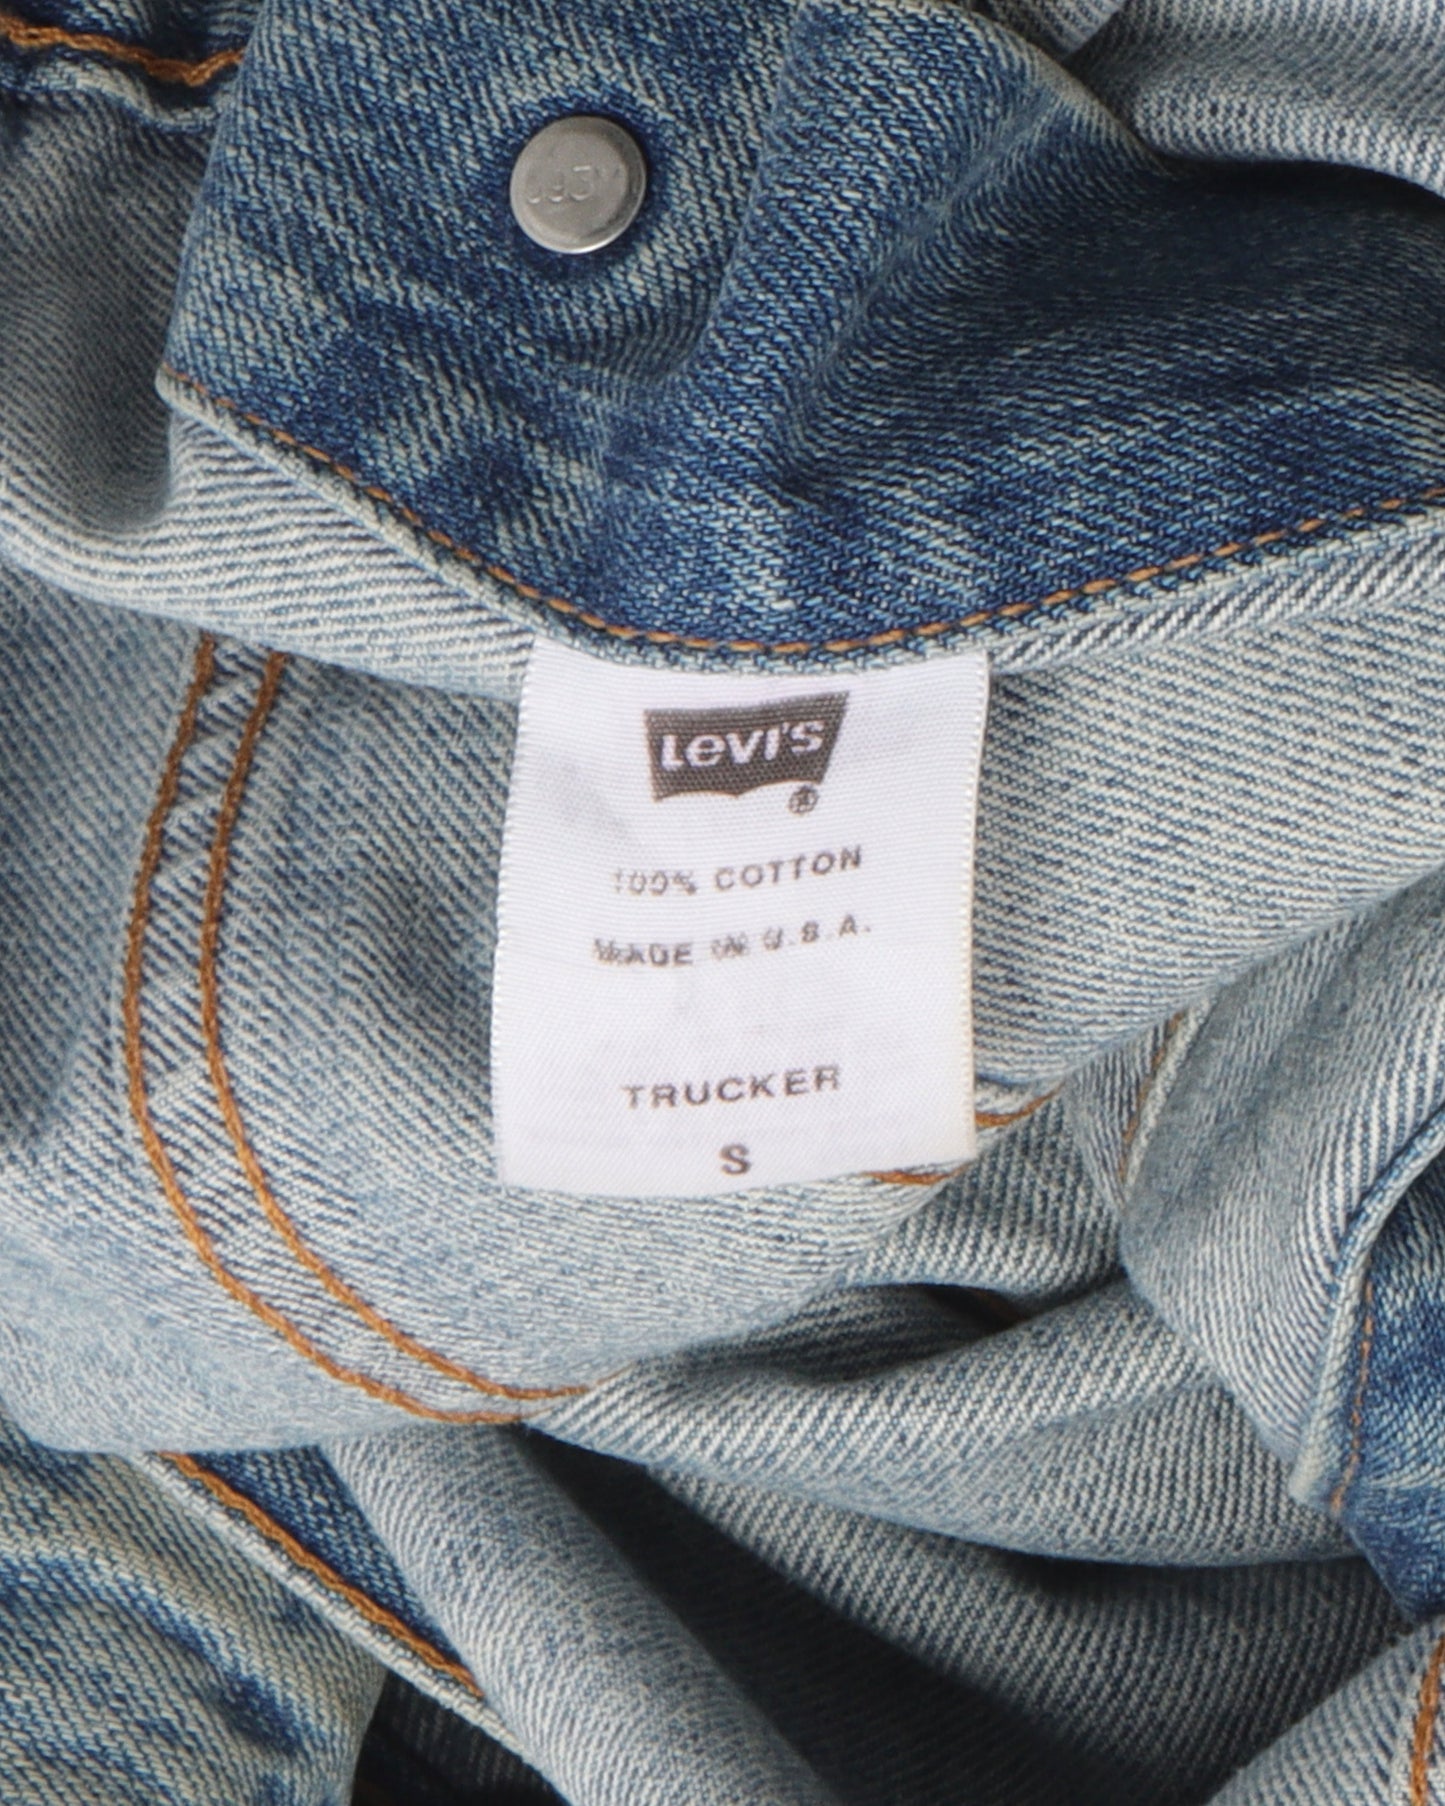 LEVI'S
®
100% COTTON
MADE IN U.S.A.
TRUCKER
S